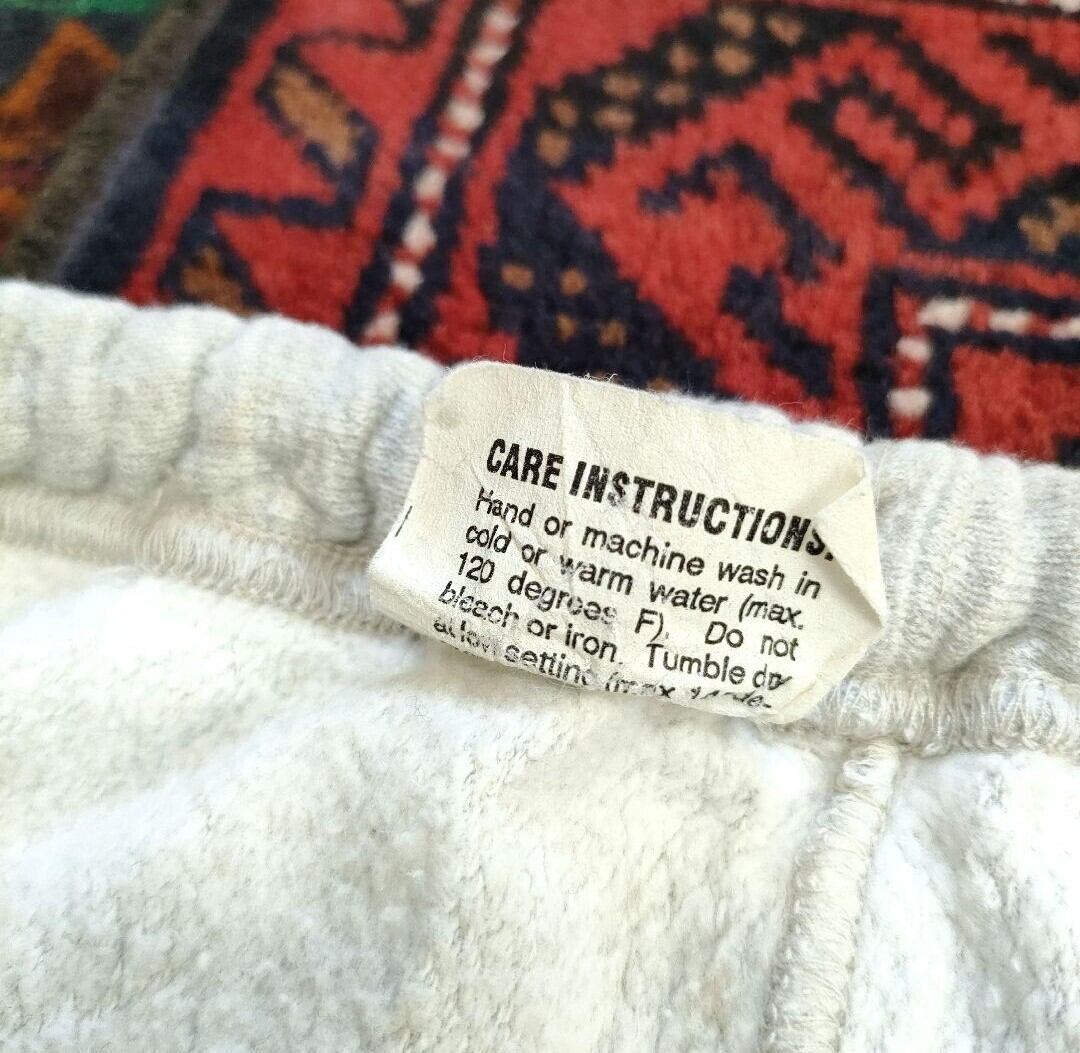 CARE INSTRUCTIONS:
Hand or machine wash in
cold or warm water (max.
120 degrees F). Do not
bleach or iron. Tumble dry
at low setting (max.